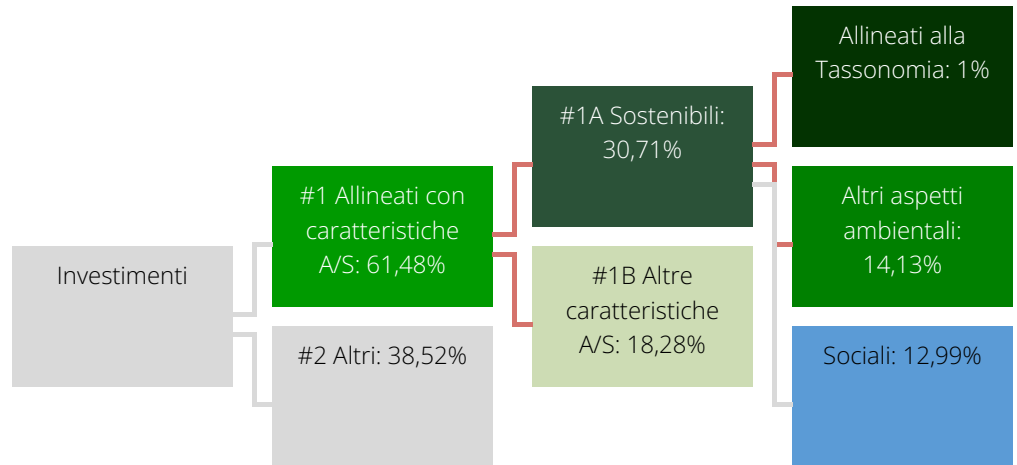 Investimenti
#1 Allineati con
caratteristiche
A/S: 61,48%
#2 Altri: 38,52%
#1A Sostenibili:
30,71%
#1B Altre
caratteristiche
A/S: 18,28%
Allineati alla
Tassonomia: 1%
Altri aspetti
ambientali:
14,13%
Sociali: 12,99%